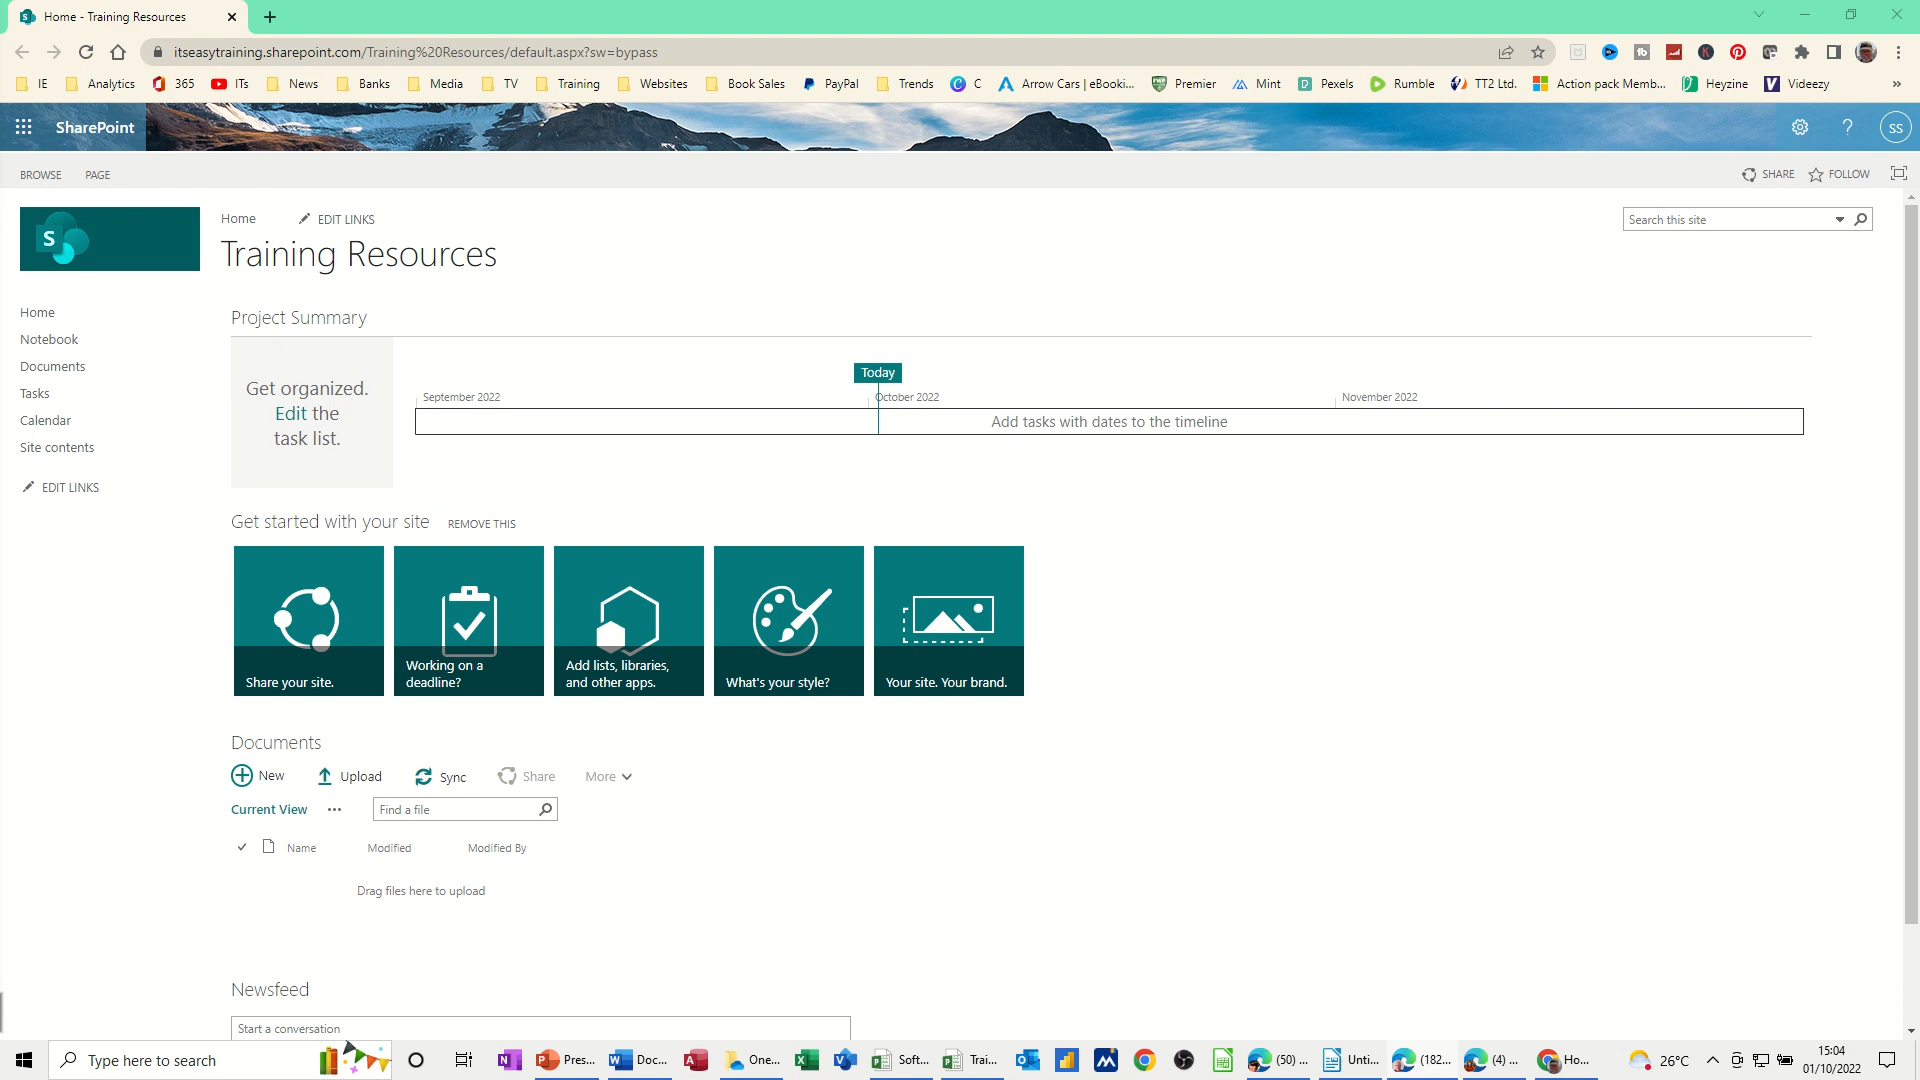 Home - Training Resources
itseasytraining.sharepoint.com/Training%20Resources/default.aspx?sw=bypass
IE Analytics 365 ITs News Banks Media TV Training Websites Book Sales PayPal Trends C Arrow Cars | eBooki... Premier Mint Pexels Rumble TT2 Ltd. Action pack Memb... Heyzine Videezy »
SharePoint ? SS
BROWSE PAGE SHARE FOLLOW
S
Home EDIT LINKS
Search this site
Training Resources
Home
Notebook
Documents
Tasks
Calendar
Site contents
EDIT LINKS
Project Summary
Get organized.
Edit the
task list.
Today
September 2022 October 2022 November 2022
Add tasks with dates to the timeline
Get started with your site REMOVE THIS
Share your site.
Working on a
deadline?
Add lists, libraries,
and other apps.
What's your style?
Your site. Your brand.
Documents
New Upload Sync Share More
Current View ... Find a file
Name Modified Modified By
Drag files here to upload
Newsfeed
Start a conversation
Type here to search Pres... Doc... One... Soft... Trai... (50) ... Unti... (182... (4) ... Ho... 26°C
15:04
01/10/2022